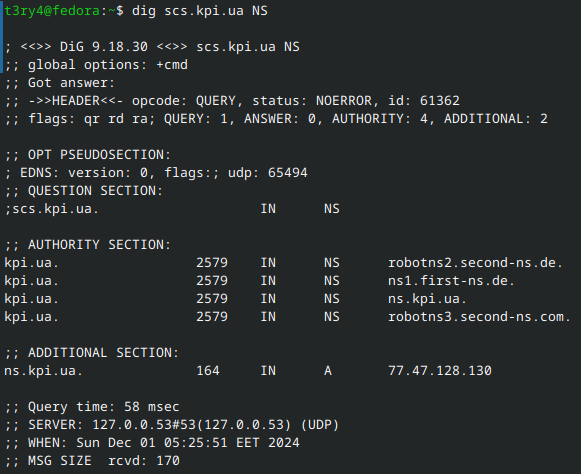 t3ry4@fedora:~$ dig scs.kpi.ua NS

; <<>> DiG 9.18.30 <<>> scs.kpi.ua NS
;; global options: +cmd
;; Got answer:
;; ->>HEADER<<- opcode: QUERY, status: NOERROR, id: 61362
;; flags: qr rd ra; QUERY: 1, ANSWER: 0, AUTHORITY: 4, ADDITIONAL: 2

;; OPT PSEUDOSECTION:
; EDNS: version: 0, flags:; udp: 65494
;; QUESTION SECTION:
;scs.kpi.ua.			IN	NS

;; AUTHORITY SECTION:
kpi.ua.			2579	IN	NS	robotns2.second-ns.de.
kpi.ua.			2579	IN	NS	ns1.first-ns.de.
kpi.ua.			2579	IN	NS	ns.kpi.ua.
kpi.ua.			2579	IN	NS	robotns3.second-ns.com.

;; ADDITIONAL SECTION:
ns.kpi.ua.		164	IN	A	77.47.128.130

;; Query time: 58 msec
;; SERVER: 127.0.0.53#53(127.0.0.53) (UDP)
;; WHEN: Sun Dec 01 05:25:51 EET 2024
;; MSG SIZE  rcvd: 170